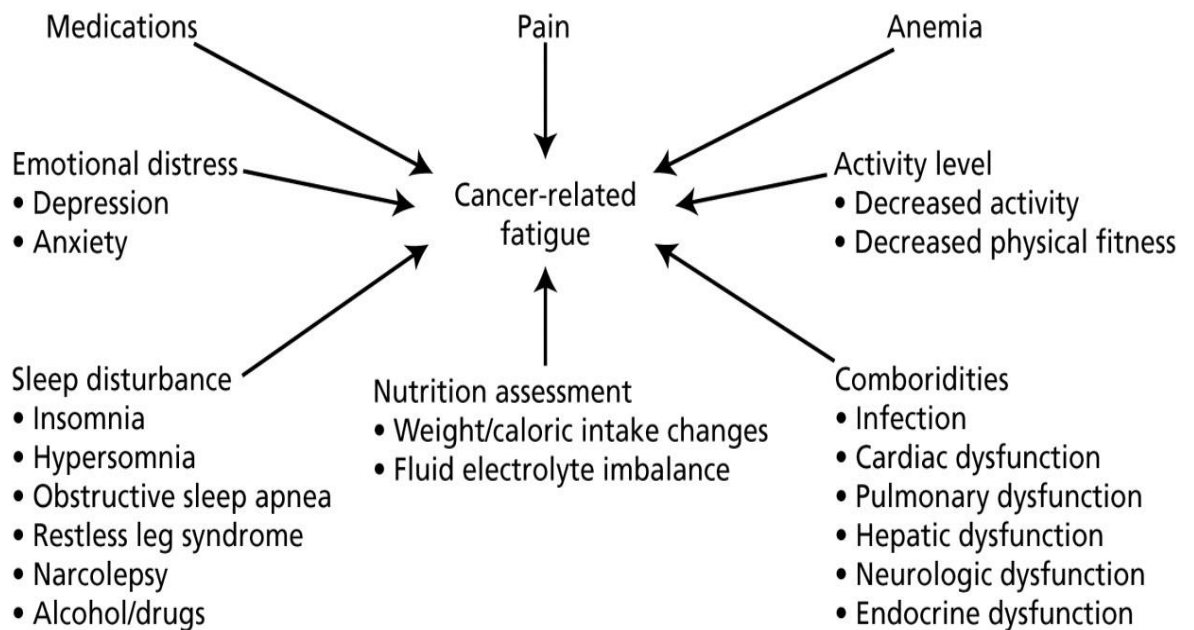 Medications
Pain
Anemia
Emotional distress
• Depression
• Anxiety
Cancer-related
fatigue
Activity level
• Decreased activity
• Decreased physical fitness
Sleep disturbance
• Insomnia
• Hypersomnia
• Obstructive sleep apnea
• Restless leg syndrome
• Narcolepsy
• Alcohol/drugs
Nutrition assessment
• Weight/caloric intake changes
• Fluid electrolyte imbalance
Comboridities
• Infection
• Cardiac dysfunction
• Pulmonary dysfunction
• Hepatic dysfunction
• Neurologic dysfunction
• Endocrine dysfunction